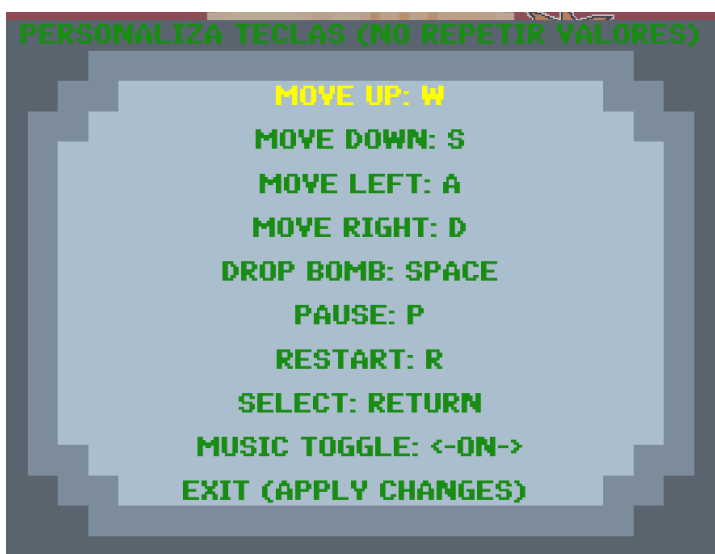 PERSONALIZA TECLAS (NO REPETIR VALORES)
MOVE UP: W
MOVE DOWN: S
MOVE LEFT: A
MOVE RIGHT: D
DROP BOMB: SPACE
PAUSE: P
RESTART: R
SELECT: RETURN
MUSIC TOGGLE: <-ON->
EXIT (APPLY CHANGES)